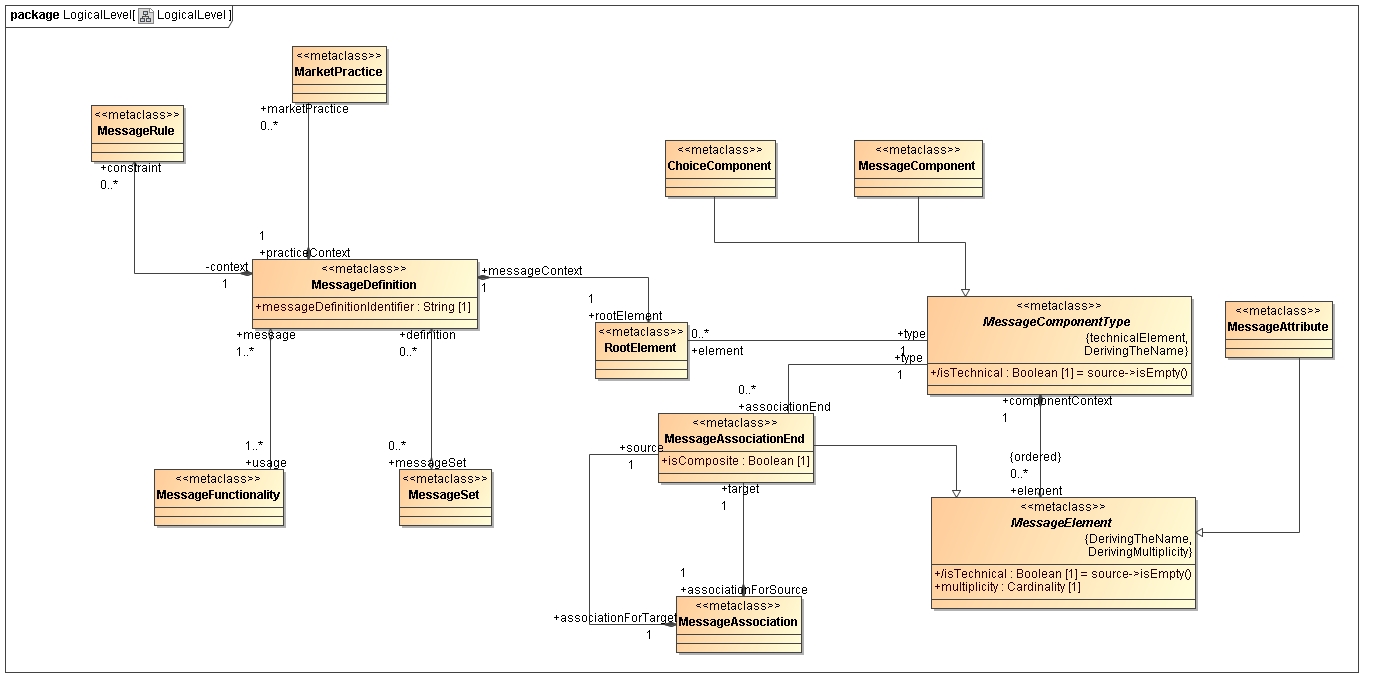 package LogicalLevel[ LogicalLevel ]
<<metaclass>>
MarketPractice
+marketPractice
0..*
<<metaclass>>
MessageRule
+constraint
0..*
<<metaclass>>
ChoiceComponent
<<metaclass>>
MessageComponent
1
+practiceContext
-context
1
<<metaclass>>
MessageDefinition
+messageDefinitionIdentifier : String [1]
+messageContext
1
1
+rootElement
<<metaclass>>
RootElement
0..*
+element
+type
1
+type
1
<<metaclass>>
MessageComponentType
{technicalElement,
DerivingTheName}
+/isTechnical : Boolean [1] = source->isEmpty()
<<metaclass>>
MessageAttribute
+message
1..*
+definition
0..*
0..*
+associationEnd
+componentContext
1
<<metaclass>>
MessageAssociationEnd
+isComposite : Boolean [1]
+source
1
1..*
+usage
0..*
+messageSet
<<metaclass>>
MessageFunctionality
<<metaclass>>
MessageSet
{ordered}
0..*
+element
+target
1
<<metaclass>>
MessageElement
{DerivingTheName,
DerivingMultiplicity}
+/isTechnical : Boolean [1] = source->isEmpty()
+multiplicity : Cardinality [1]
1
+associationForSource
+associationForTarget
1
<<metaclass>>
MessageAssociation